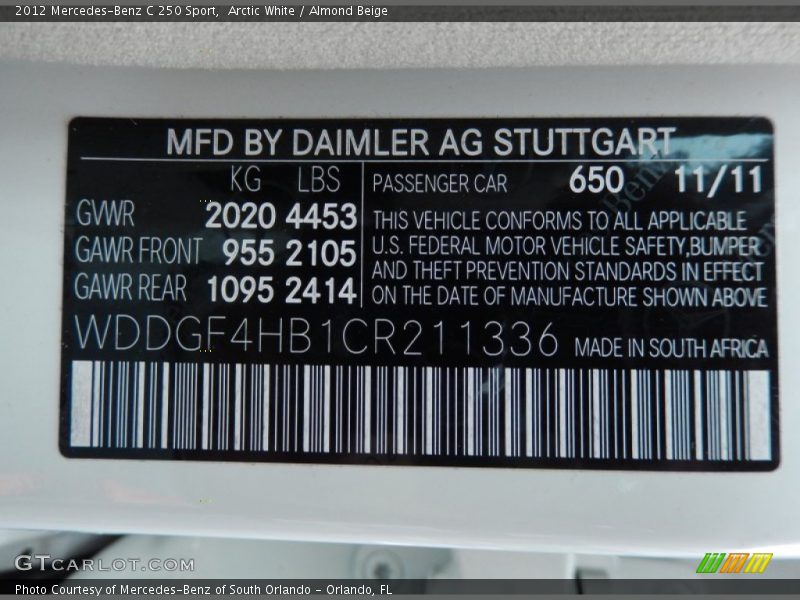 2012 Mercedes-Benz C 250 Sport, Arctic White / Almond Beige
MFD BY DAIMLER AG STUTTGART
KG LBS
GVWR 2020 4453
GAWR FRONT 955 2105
GAWR REAR 1095 2414
PASSENGER CAR 650 11/11
THIS VEHICLE CONFORMS TO ALL APPLICABLE
U.S. FEDERAL MOTOR VEHICLE SAFETY,BUMPER
AND THEFT PREVENTION STANDARDS IN EFFECT
ON THE DATE OF MANUFACTURE SHOWN ABOVE
WDDGF4HB1CR211336 MADE IN SOUTH AFRICA
GTCARLOT.COM
Photo Courtesy of Mercedes-Benz of South Orlando - Orlando, FL